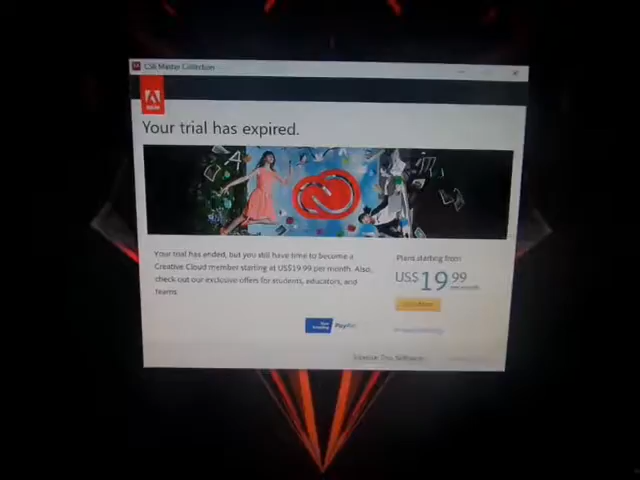 CS6 Master Collection
Your trial has expired.
Your trial has ended, but you still have time to become a
Creative Cloud member starting at US$19.99 per month. Also,
check out our exclusive offers for students, educators, and
Teams.
Plans starting from
US$19.99
per month
PayPal
License This Software